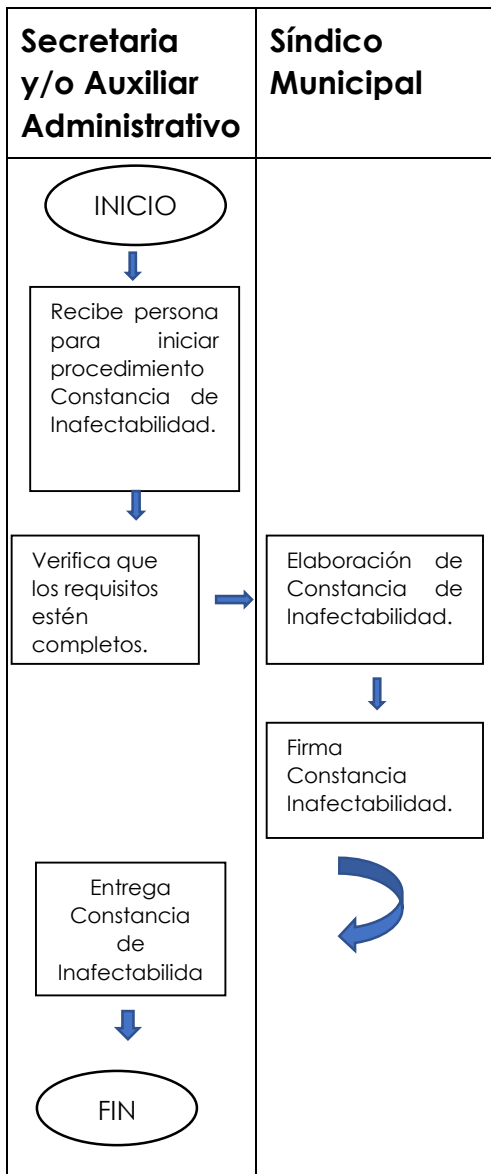 Secretaria
y/o Auxiliar
Administrativo
Síndico
Municipal
INICIO
Recibe persona
para iniciar
procedimiento
Constancia de
Inafectabilidad.
Verifica que
los requisitos
estén
completos.
Elaboración de
Constancia de
Inafectabilidad.
Firma
Constancia
Inafectabilidad.
Entrega
Constancia
de
Inafectabilida
FIN